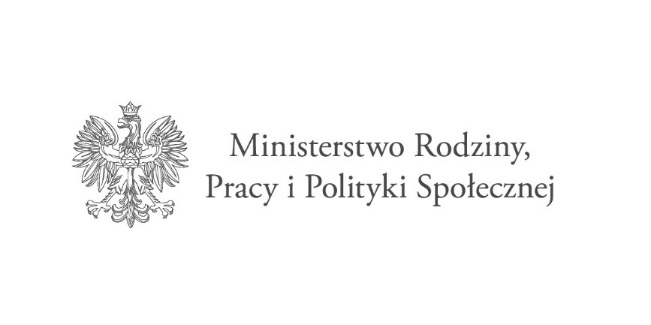 Ministerstwo Rodziny,
Pracy i Polityki Społecznej